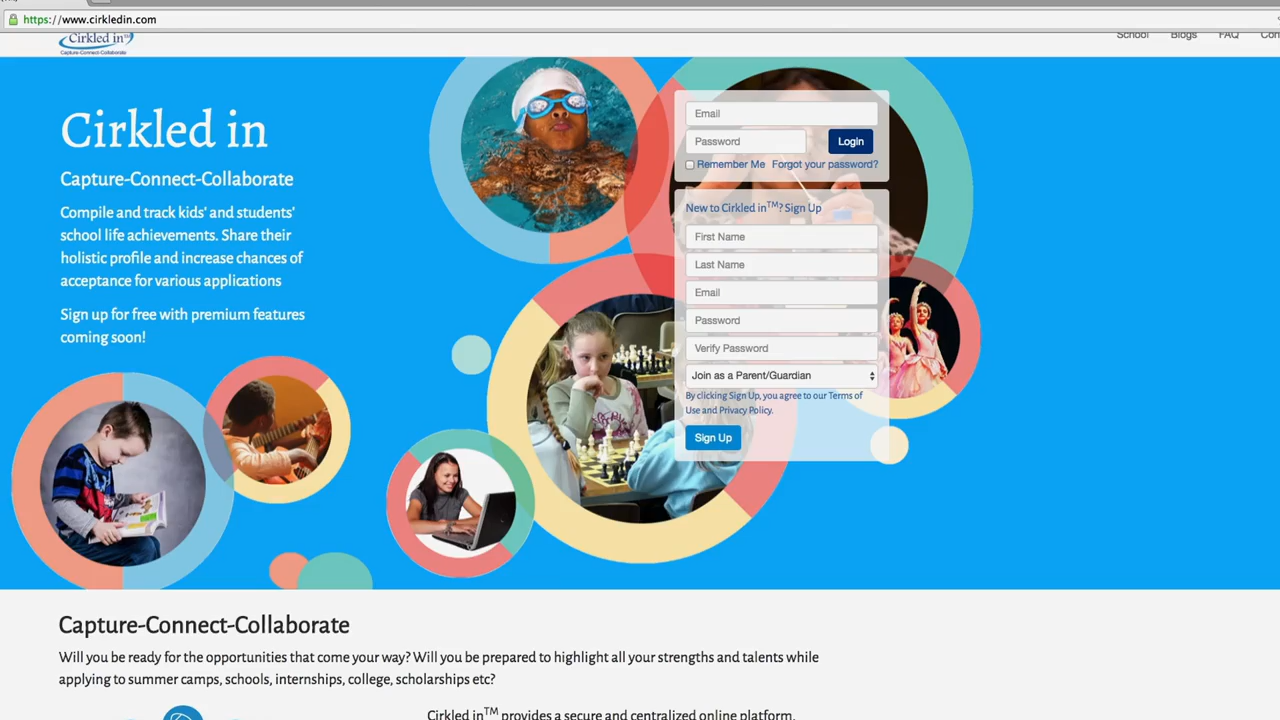 https://www.cirkledin.com
Cirkled in™
Capture-Connect-Collaborate
School Blogs FAQ
Cirkled in
Capture-Connect-Collaborate
Compile and track kids' and students'
school life achievements. Share their
holistic profile and increase chances of
acceptance for various applications
Sign up for free with premium features
coming soon!
Email
Password
Login
Remember Me Forgot your password?
New to Cirkled in™? Sign Up
First Name
Last Name
Email
Password
Verify Password
Join as a Parent/Guardian
By clicking Sign Up, you agree to our Terms of
Use and Privacy Policy.
Sign Up
Capture-Connect-Collaborate
Will you be ready for the opportunities that come your way? Will you be prepared to highlight all your strengths and talents while
applying to summer camps, schools, internships, college, scholarships etc?
Cirkled in™ provides a secure and centralized online platform,